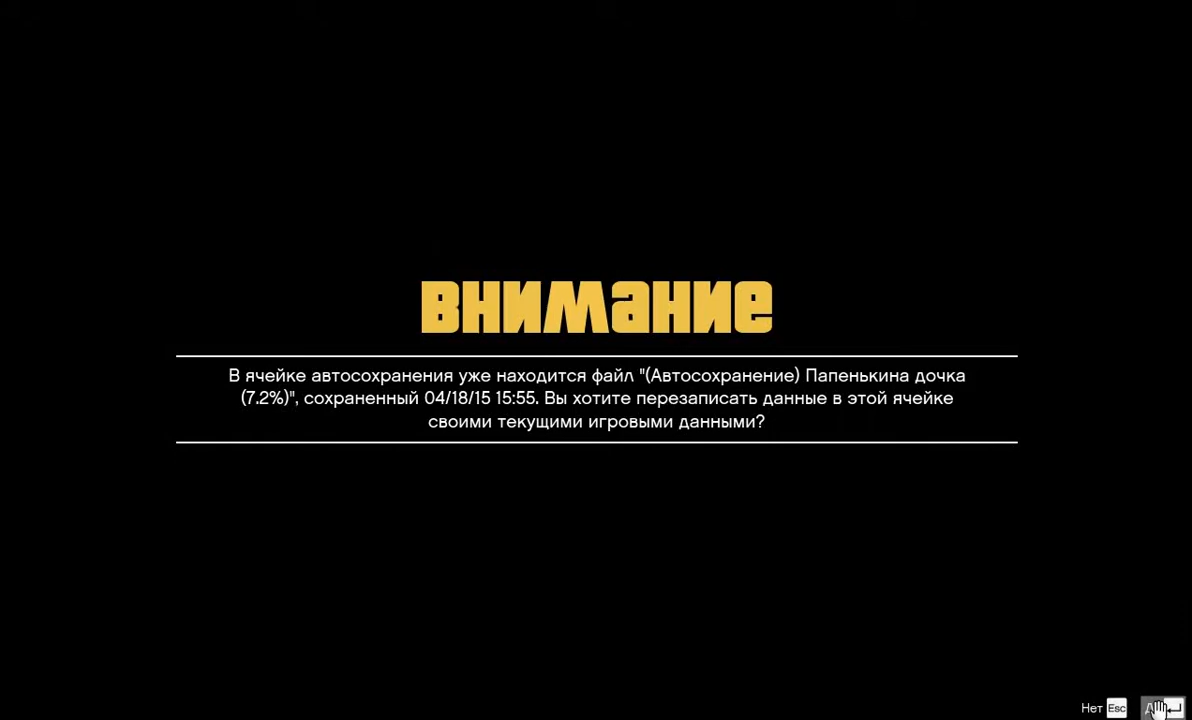 внимание
В ячейке автосохранения уже находится файл "(Автосохранение) Папенькина дочка
(7.2%)", сохраненный 04/18/15 15:55. Вы хотите перезаписать данные в этой ячейке
своими текущими игровыми данными?
Нет Esc